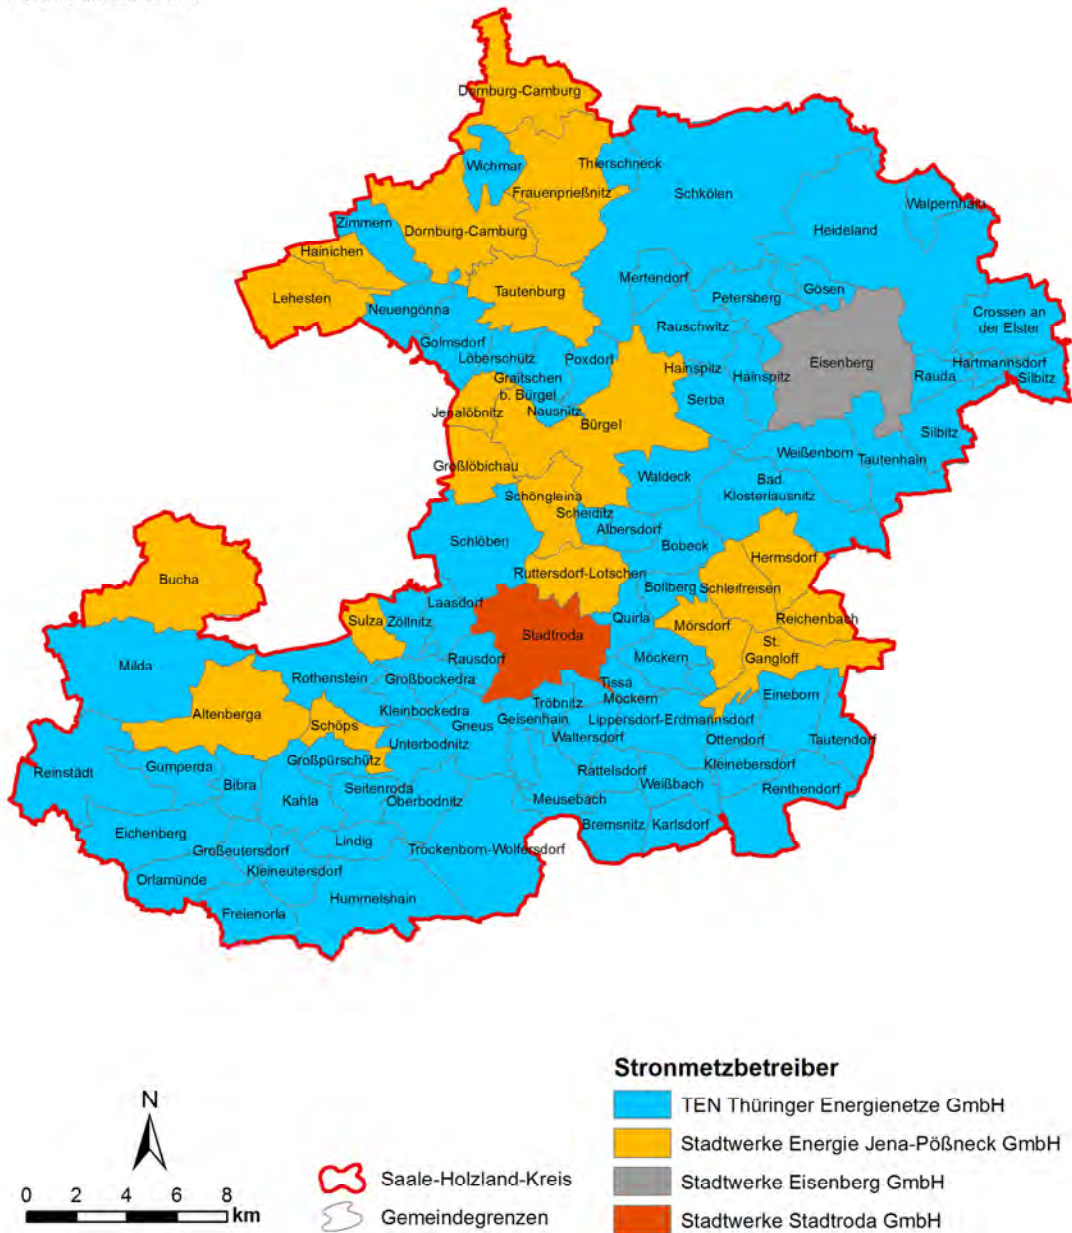 Dornburg-Camburg
Wichmar
Thierschneck
Frauenprießnitz
Schkölen
Walpernhain
Zimmern
Dornburg-Camburg
Heideland
Hainichen
Lehesten
Tautenburg
Mertendorf
Petersberg
Gösen
Neuengönna
Crossen an
der Elster
Golmsdorf
Rauschwitz
Löberschütz
Poxdorf
Hainspitz
Hainspitz
Eisenberg
Hartmannsdorf
Rauda
Silbitz
Graitschen
b. Bürgel
Serba
Jenalöbnitz
Nausnitz
Bürgel
Silbitz
Weißenborn
Tautenhain
Großlöbichau
Waldeck
Bad
Klosterlausnitz
Schöngleina
Scheiditz
Albersdorf
Schlöben
Bobeck
Hermsdorf
Bucha
Ruttersdorf-Lotschen
Bollberg
Schleifreisen
Laasdorf
Sulza
Zöllnitz
Quirla
Mörsdorf
Reichenbach
Stadtroda
St.
Gangloff
Milda
Rausdorf
Möckern
Rothenstein
Großbockedra
Tissa
Möckern
Eineborn
Altenberga
Schöps
Kleinbockedra
Tröbnitz
Gneus
Geisenhain
Lippersdorf-Erdmannsdorf
Waltersdorf
Ottendorf
Tautendorf
Unterbodnitz
Großpürschütz
Kleinebersdorf
Reinstädt
Gumperda
Bibra
Seitenroda
Rattelsdorf
Weißbach
Renthendorf
Kahla
Oberbodnitz
Meusebach
Bremsnitz
Karlsdorf
Eichenberg
Lindig
Großeutersdorf
Trockenborn-Wolfersdorf
Orlamünde
Kleineutersdorf
Hummelshain
Freienorla
Stronmetzbetreiber
N
TEN Thüringer Energienetze GmbH
Stadtwerke Energie Jena-Pößneck GmbH
Saale-Holzland-Kreis
Stadtwerke Eisenberg GmbH
0 2 4 6 8
km
Gemeindegrenzen
Stadtwerke Stadtroda GmbH